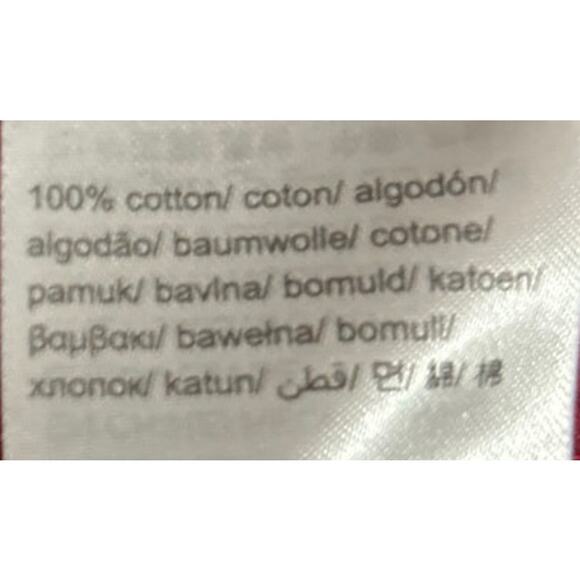 100% cotton/ coton/ algodón/
algodão/ baumwolle/ cotone/
pamuk/ bavlna/ bomuld/ katoen/
βαμβακι/ bawełna/ bomull/
хлопок/ katun/ قطن/ 면/ 綿/ 棉